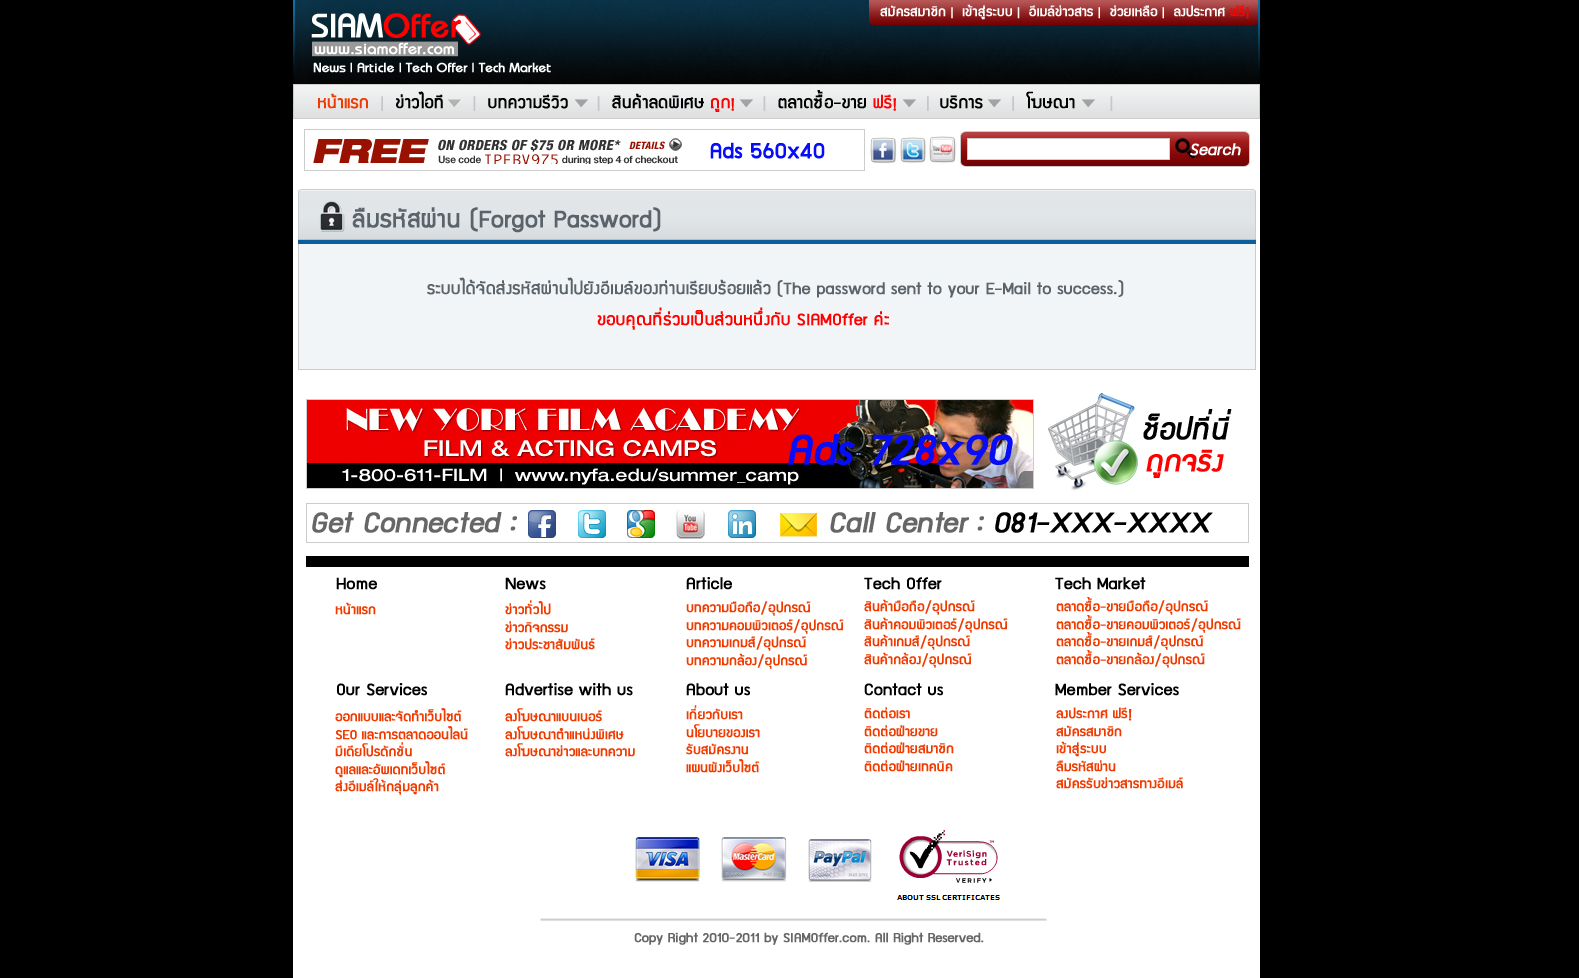 สมัครสมาชิก | เข้าสู่ระบบ | อีเมล์ข่าวสาร | ช่วยเหลือ | ลงประกาศ ฟรี!
SIAMOffer
www.siamoffer.com
News | Article | Tech Offer | Tech Market
หน้าแรก | ข่าวไอที | บทความรีวิว | สินค้าลดพิเศษ ถูก! | ตลาดซื้อ-ขาย ฟรี! | บริการ | โฆษณา |
FREE ON ORDERS OF $75 OR MORE* DETAILS
Use code TPFBV975 during step 4 of checkout
Ads 560x40
You Tube
Search
ลืมรหัสผ่าน (Forgot Password)
ระบบได้จัดส่งรหัสผ่านไปยังอีเมล์ของท่านเรียบร้อยแล้ว (The password sent to your E-Mail to success.)
ขอบคุณที่ร่วมเป็นส่วนหนึ่งกับ SIAMOffer ค่ะ
NEW YORK FILM ACADEMY
FILM & ACTING CAMPS
1-800-611-FILM | www.nyfa.edu/summer_camp
Ads 728x90
ช็อปที่นี่
ถูกจริง
Get Connected : You Tube Call Center : 081-XXX-XXXX
Home
หน้าแรก
News
ข่าวทั่วไป
ข่าวกิจกรรม
ข่าวประชาสัมพันธ์
Article
บทความมือถือ/อุปกรณ์
บทความคอมพิวเตอร์/อุปกรณ์
บทความเกมส์/อุปกรณ์
บทความกล้อง/อุปกรณ์
Tech Offer
สินค้ามือถือ/อุปกรณ์
สินค้าคอมพิวเตอร์/อุปกรณ์
สินค้าเกมส์/อุปกรณ์
สินค้ากล้อง/อุปกรณ์
Tech Market
ตลาดซื้อ-ขายมือถือ/อุปกรณ์
ตลาดซื้อ-ขายคอมพิวเตอร์/อุปกรณ์
ตลาดซื้อ-ขายเกมส์/อุปกรณ์
ตลาดซื้อ-ขายกล้อง/อุปกรณ์
Our Services
ออกแบบและจัดทำเว็บไซต์
SEO และการตลาดออนไลน์
มีเดียโปรดักชั่น
ดูแลและอัพเดทเว็บไซต์
ส่งอีเมล์ให้กลุ่มลูกค้า
Advertise with us
ลงโฆษณาแบนเนอร์
ลงโฆษณาตำแหน่งพิเศษ
ลงโฆษณาข่าวและบทความ
About us
เกี่ยวกับเรา
นโยบายของเรา
รับสมัครงาน
แผนผังเว็บไซต์
Contact us
ติดต่อเรา
ติดต่อฝ่ายขาย
ติดต่อฝ่ายสมาชิก
ติดต่อฝ่ายเทคนิค
Member Services
ลงประกาศ ฟรี!
สมัครสมาชิก
เข้าสู่ระบบ
ลืมรหัสผ่าน
สมัครรับข่าวสารทางอีเมล์
VISA
MasterCard
PayPal
VeriSign
Trusted
VERIFY
ABOUT SSL CERTIFICATES
Copy Right 2010-2011 by SIAMOffer.com. All Right Reserved.